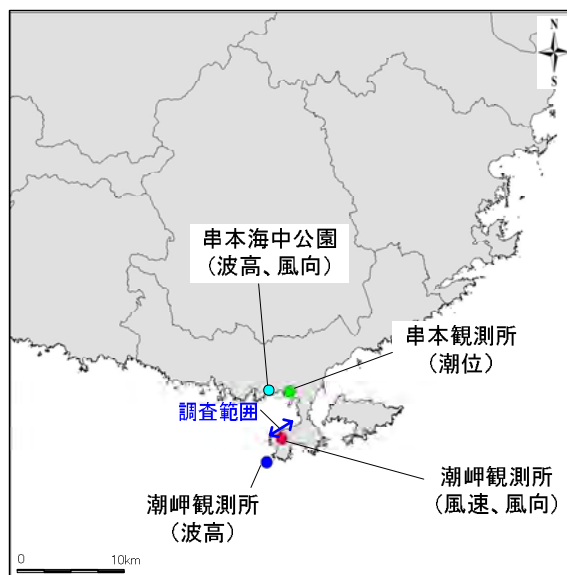 N
S
串本海中公園
（波高、風向）
串本観測所
（潮位）
調査範囲
潮岬観測所
（風速、風向）
潮岬観測所
（波高）
0 10km